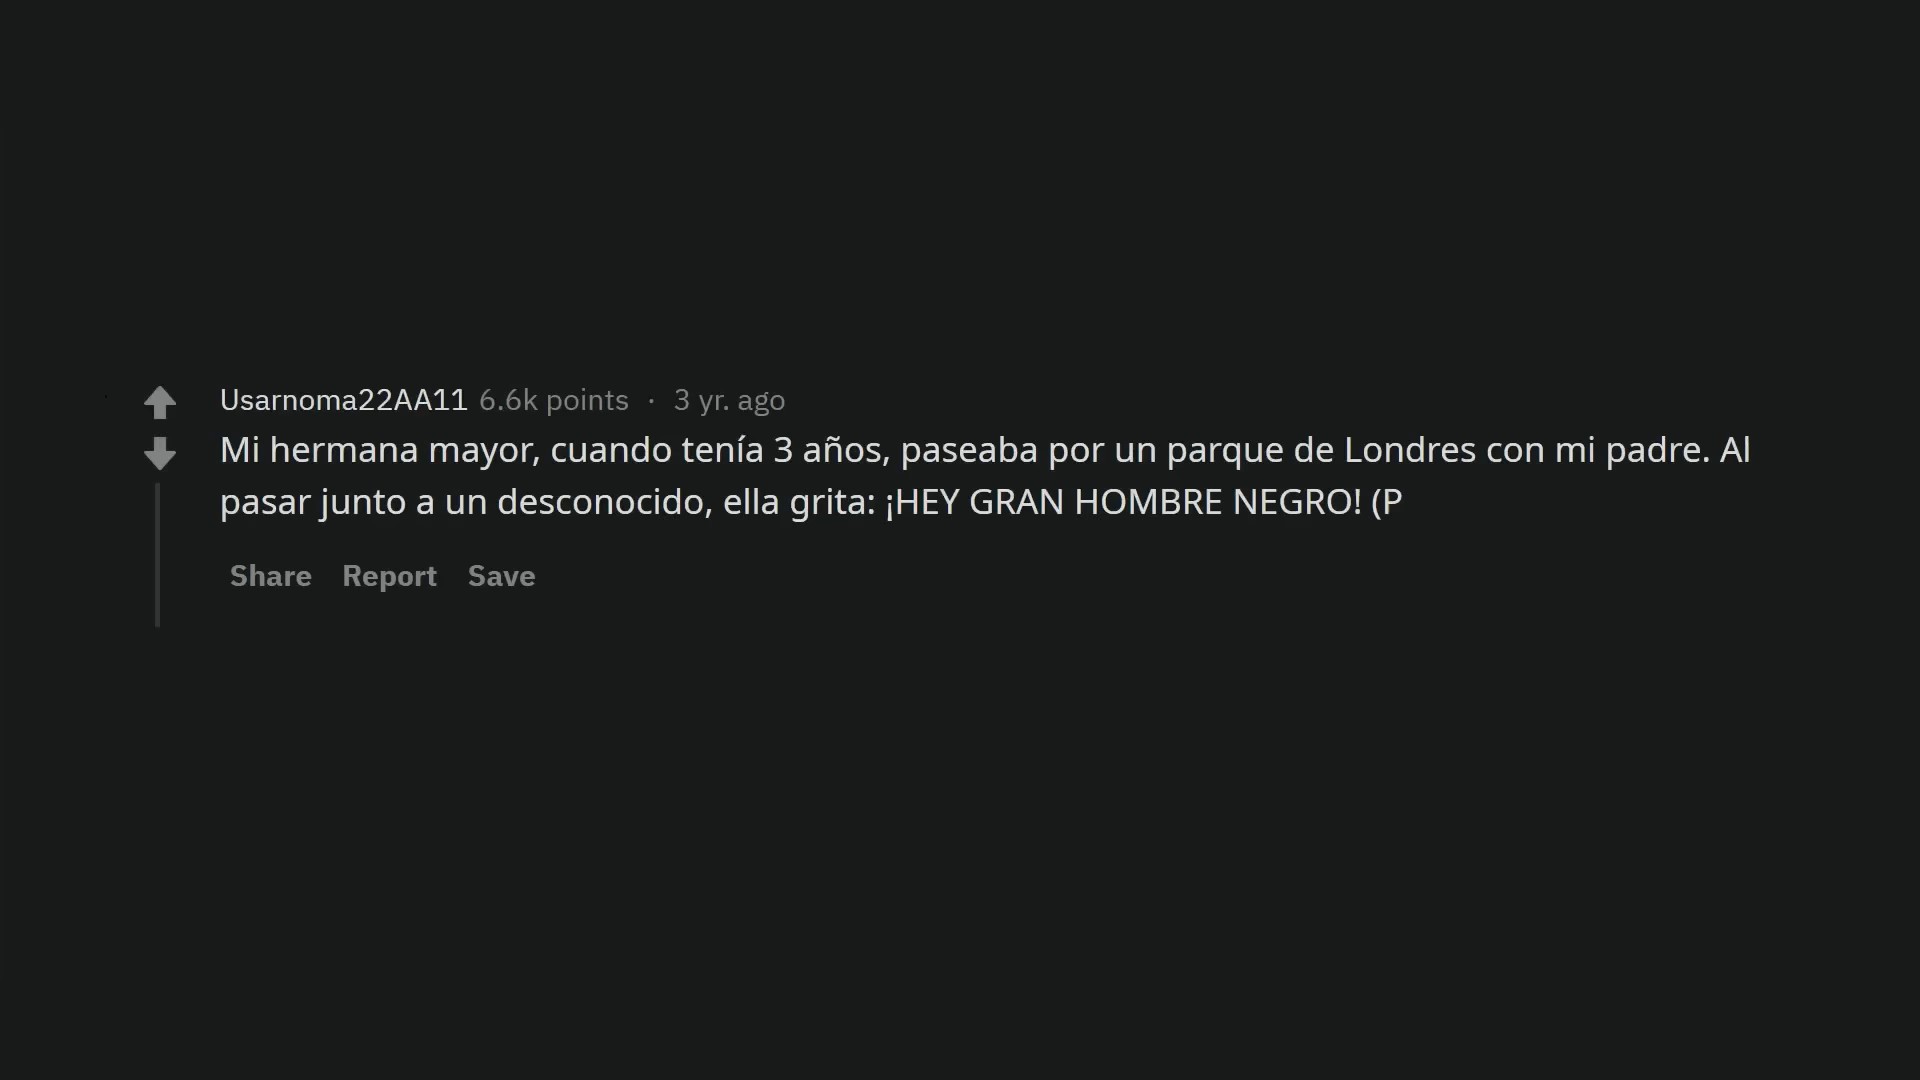 Usarnoma22AA11 6.6k points · 3 yr. ago
Mi hermana mayor, cuando tenía 3 años, paseaba por un parque de Londres con mi padre. Al
pasar junto a un desconocido, ella grita: ¡HEY GRAN HOMBRE NEGRO! (P
Share Report Save